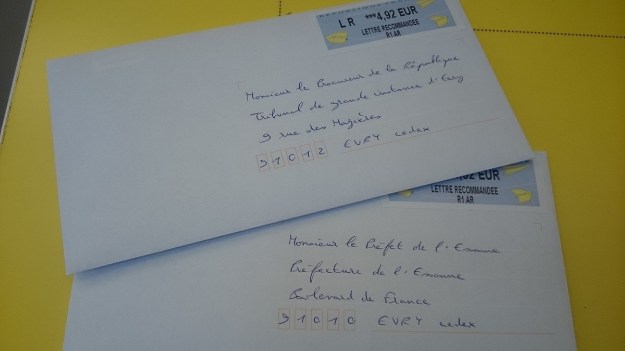 L R ***4,92 EUR
LETTRE RECOMMANDEE
R1 AR
Monsieur le Procureur de la République
Tribunal de grande instance d'Evry
9 rue des Mazières
91012 EVRY cedex
,92 EUR
LETTRE RECOMMANDEE
R1 AR
Monsieur le Préfet de l'Essonne
Préfecture de l'Essonne
Boulevard de France
91010 EVRY cedex